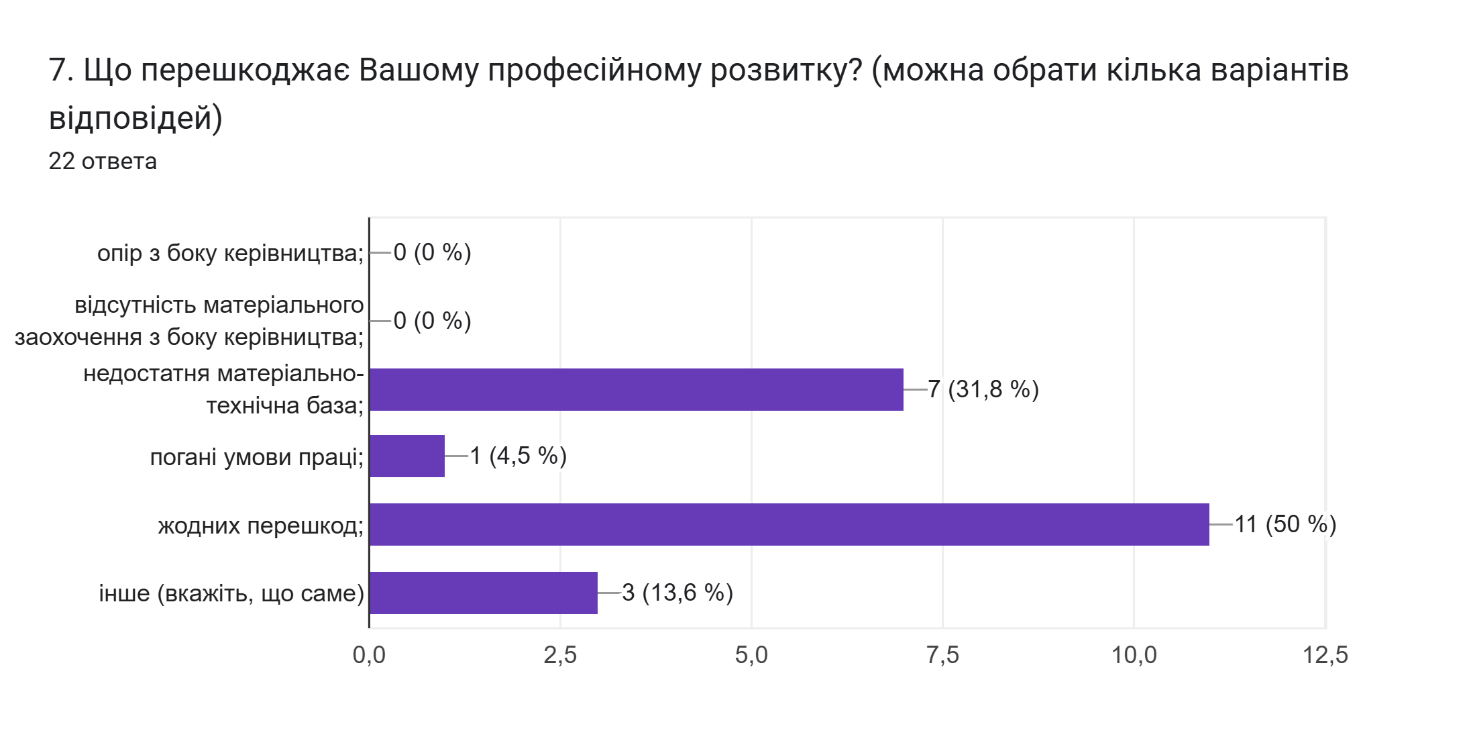 7. Що перешкоджає Вашому професійному розвитку? (можна обрати кілька варіантів
відповідей)
22 ответа
опір з боку керівництва;
0 (0 %)
відсутність матеріального
заохочення з боку керівництва;
0 (0 %)
недостатня матеріально-
технічна база;
7 (31,8 %)
погані умови праці;
1 (4,5 %)
жодних перешкод;
11 (50 %)
інше (вкажіть, що саме)
3 (13,6 %)
0,0
2,5
5,0
7,5
10,0
12,5